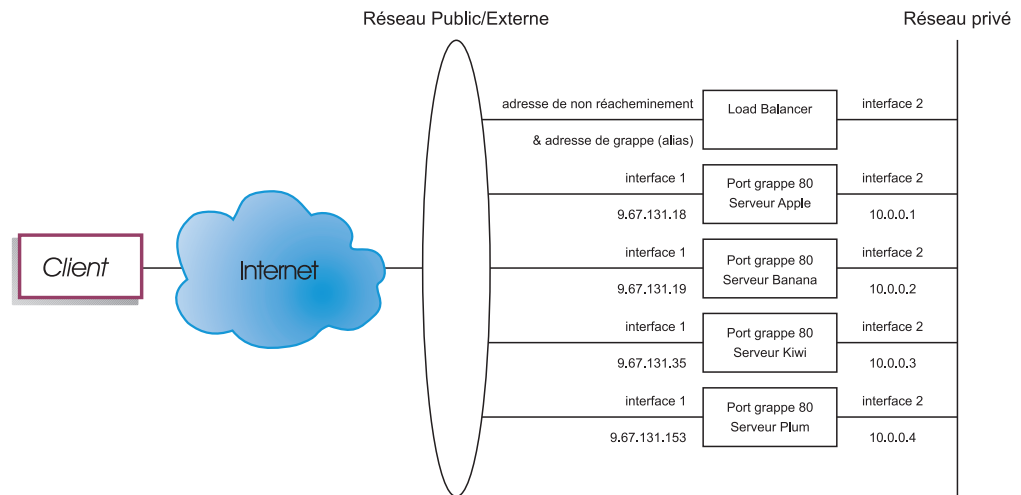 Réseau Public/Externe
Réseau privé
adresse de non réacheminement
& adresse de grappe (alias)
Load Balancer
interface 2
interface 1
9.67.131.18
Port grappe 80
Serveur Apple
interface 2
10.0.0.1
Client
Internet
interface 1
9.67.131.19
Port grappe 80
Serveur Banana
interface 2
10.0.0.2
interface 1
9.67.131.35
Port grappe 80
Serveur Kiwi
interface 2
10.0.0.3
interface 1
9.67.131.153
Port grappe 80
Serveur Plum
interface 2
10.0.0.4